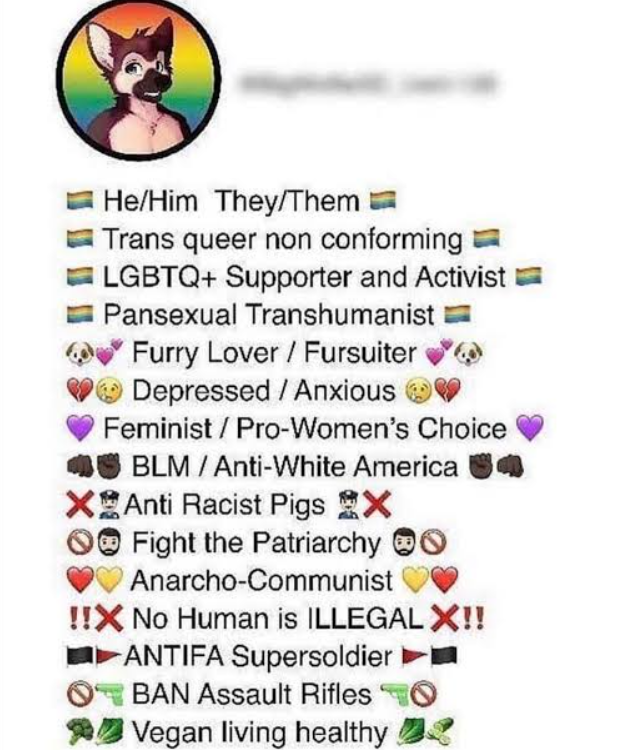 🏳️‍🌈 He/Him They/Them 🏳️‍🌈
🏳️‍🌈 Trans queer non conforming 🏳️‍🌈
🏳️‍🌈 LGBTQ+ Supporter and Activist 🏳️‍🌈
🏳️‍🌈 Pansexual Transhumanist 🏳️‍🌈
🐶💕 Furry Lover / Fursuiter 💕🐶
💔😢 Depressed / Anxious 😢💔
💜 Feminist / Pro-Women's Choice 💜
👊🏿✊🏿 BLM / Anti-White America ✊🏿👊🏿
❌👮🏻‍♂️Anti Racist Pigs 👮🏻‍♂️❌
🚫🧔🏻 Fight the Patriarchy 🧔🏻🚫
❤️💛 Anarcho-Communist 💛❤️
‼️❌ No Human is ILLEGAL ❌‼️
🏴🚩ANTIFA Supersoldier 🚩🏴
🚫🔫 BAN Assault Rifles 🔫🚫
🥦🥬 Vegan living healthy 🥬🥒